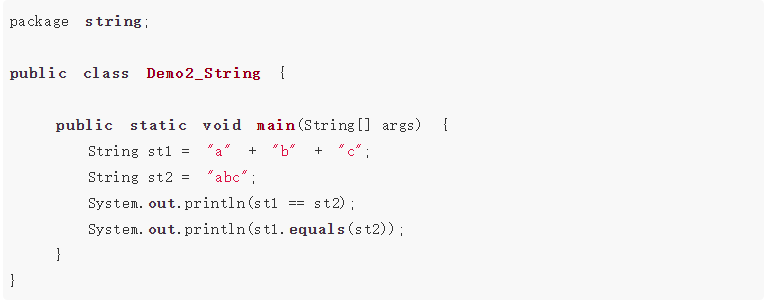 package string;
public class Demo2_String {
public static void main(String[] args) {
String st1 = "a" + "b" + "c";
String st2 = "abc";
System.out.println(st1 == st2);
System.out.println(st1.equals(st2));
}
}